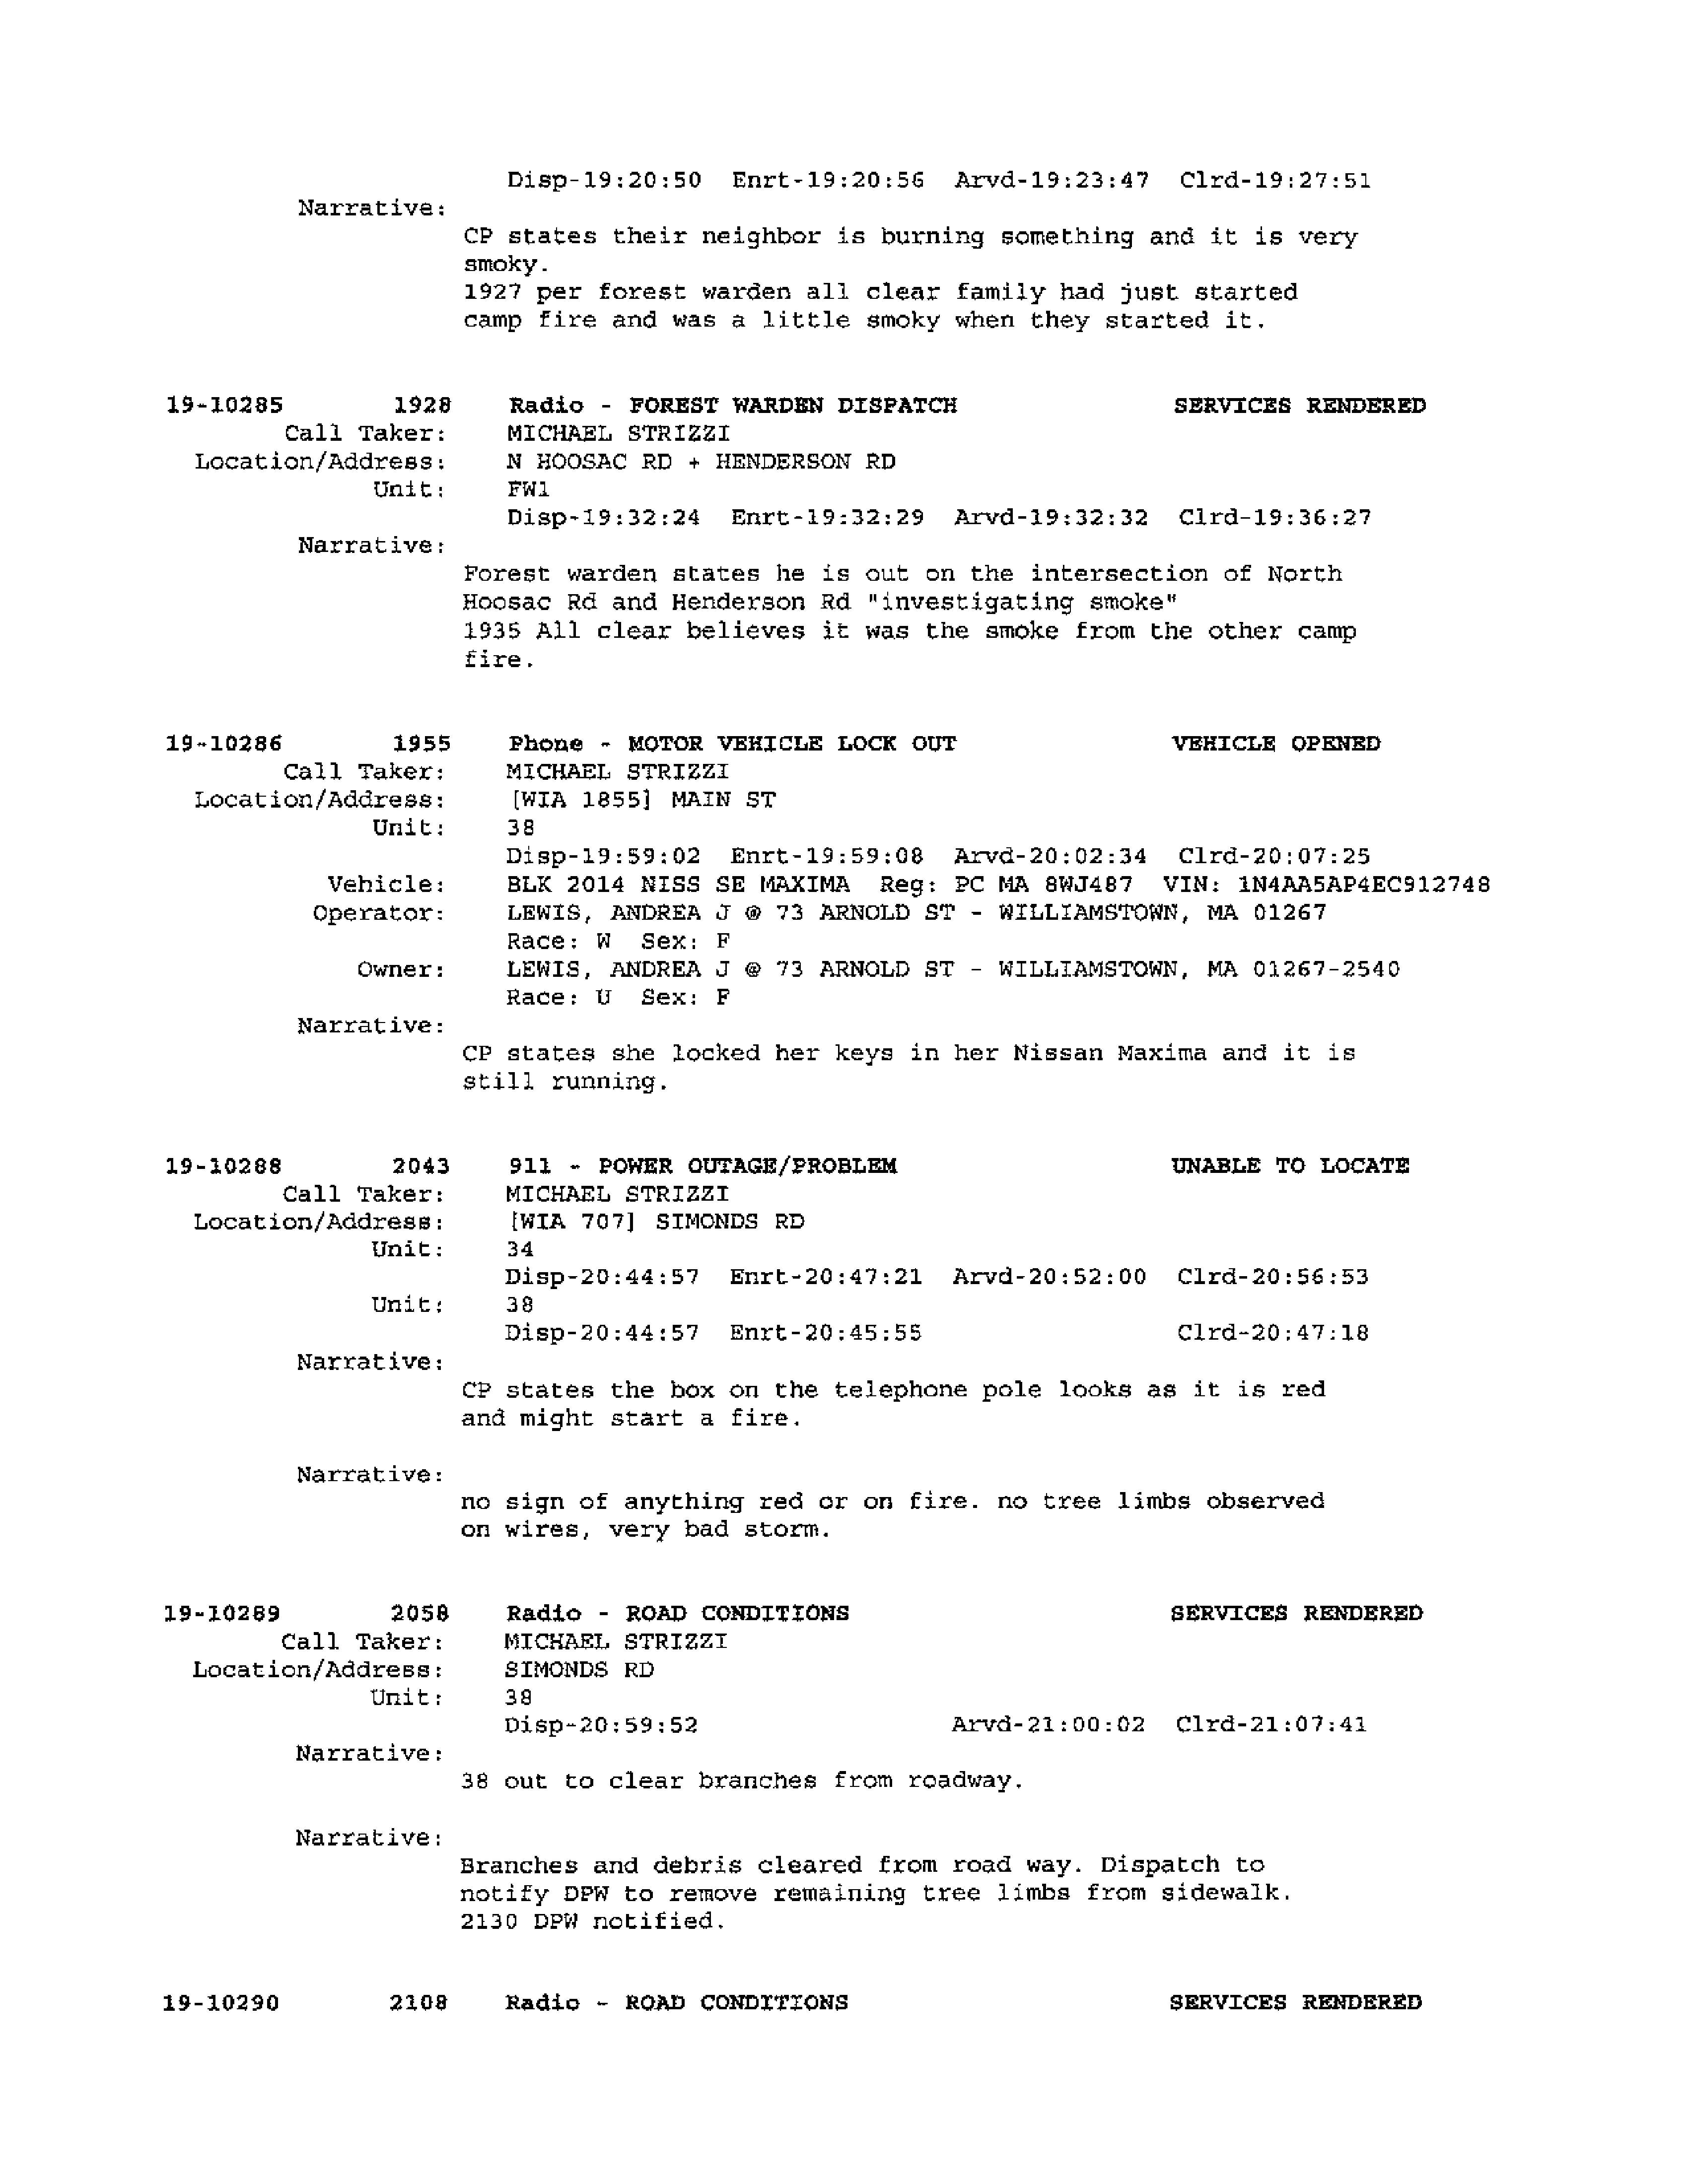 Disp-19:20:50 Enrt-19:20:56 Arvd-19:23:47 Clrd-19:27:51
Narrative:
CP states their neighbor is burning something and it is very
smoky.
1927 per forest warden all clear family had just started
camp fire and was a little smoky when they started it.
19-10285 1928 Radio - FOREST WARDEN DISPATCH SERVICES RENDERED
Call Taker: MICHAEL STRIZZI
Location/Address: N HOOSAC RD + HENDERSON RD
Unit: FW1
Disp-19:32:24 Enrt-19:32:29 Arvd-19:32:32 Clrd-19:36:27
Narrative:
Forest warden states he is out on the intersection of North
Hoosac Rd and Henderson Rd "investigating smoke"
1935 All clear believes it was the smoke from the other camp
fire.
19-10286 1955 Phone - MOTOR VEHICLE LOCK OUT VEHICLE OPENED
Call Taker: MICHAEL STRIZZI
Location/Address: [WIA 1855] MAIN ST
Unit: 38
Disp-19:59:02 Enrt-19:59:08 Arvd-20:02:34 Clrd-20:07:25
Vehicle: BLK 2014 NISS SE MAXIMA Reg: PC MA 8WJ487 VIN: 1N4AA5AP4EC912748
Operator: LEWIS, ANDREA J @ 73 ARNOLD ST - WILLIAMSTOWN, MA 01267
Race: W Sex: F
Owner: LEWIS, ANDREA J @ 73 ARNOLD ST - WILLIAMSTOWN, MA 01267-2540
Race: U Sex: F
Narrative:
CP states she locked her keys in her Nissan Maxima and it is
still running.
19-10288 2043 911 - POWER OUTAGE/PROBLEM UNABLE TO LOCATE
Call Taker: MICHAEL STRIZZI
Location/Address: [WIA 707] SIMONDS RD
Unit: 34
Disp-20:44:57 Enrt-20:47:21 Arvd-20:52:00 Clrd-20:56:53
Unit: 38
Disp-20:44:57 Enrt-20:45:55 Clrd-20:47:18
Narrative:
CP states the box on the telephone pole looks as it is red
and might start a fire.
Narrative:
no sign of anything red or on fire. no tree limbs observed
on wires, very bad storm.
19-10289 2058 Radio - ROAD CONDITIONS SERVICES RENDERED
Call Taker: MICHAEL STRIZZI
Location/Address: SIMONDS RD
Unit: 38
Disp-20:59:52 Arvd-21:00:02 Clrd-21:07:41
Narrative:
38 out to clear branches from roadway.
Narrative:
Branches and debris cleared from road way. Dispatch to
notify DPW to remove remaining tree limbs from sidewalk.
2130 DPW notified.
19-10290 2108 Radio - ROAD CONDITIONS SERVICES RENDERED